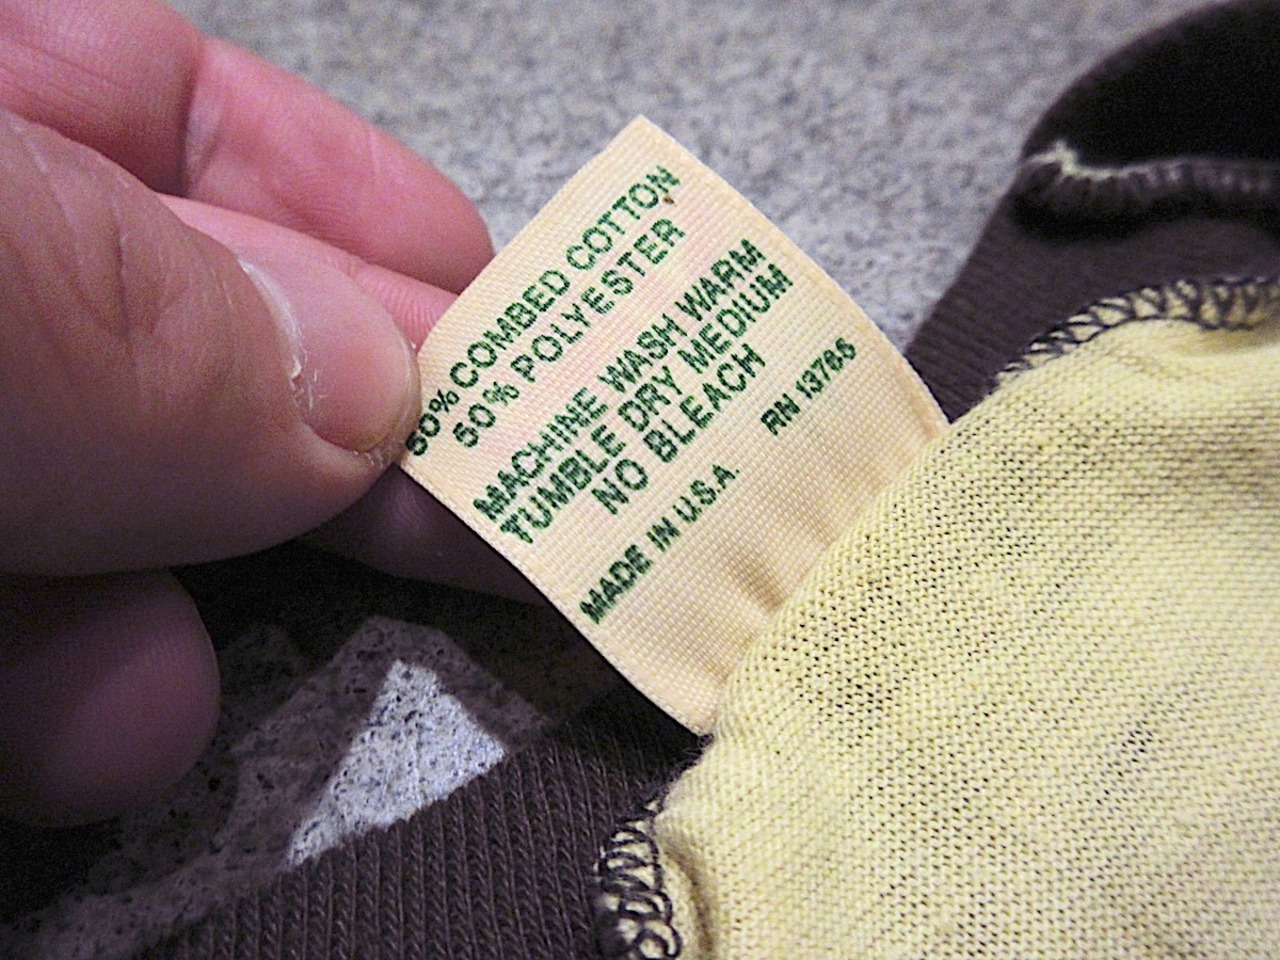 50% COMBED COTTON
50% POLYESTER
MACHINE WASH WARM
TUMBLE DRY MEDIUM
NO BLEACH
RN 13765
MADE IN U.S.A.